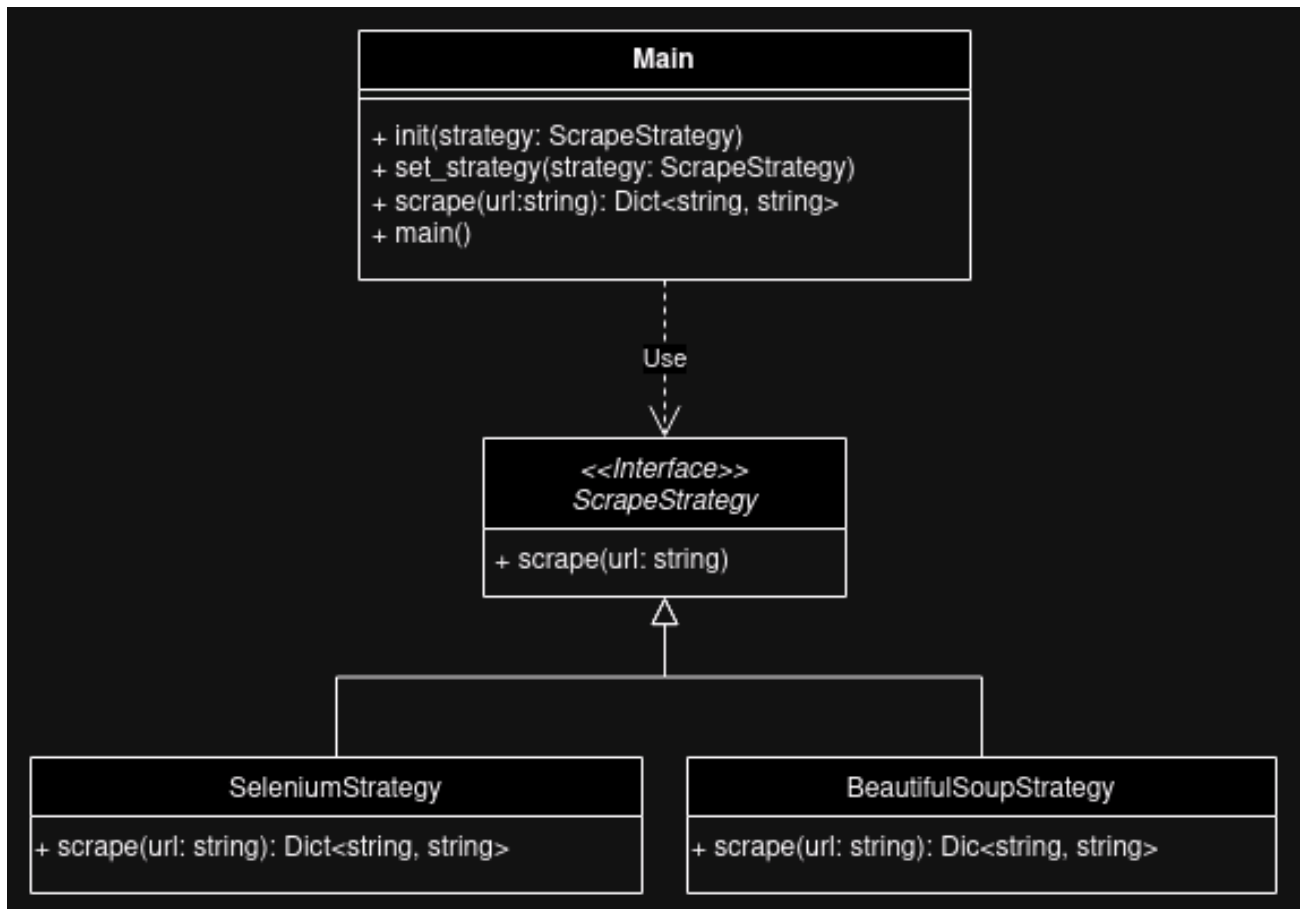 Main
+ init(strategy: ScrapeStrategy)
+ set_strategy(strategy: ScrapeStrategy)
+ scrape(url:string): Dict<string, string>
+ main()
Use
<<Interface>>
ScrapeStrategy
+ scrape(url: string)
SeleniumStrategy
+ scrape(url: string): Dict<string, string>
BeautifulSoupStrategy
+ scrape(url: string): Dic<string, string>